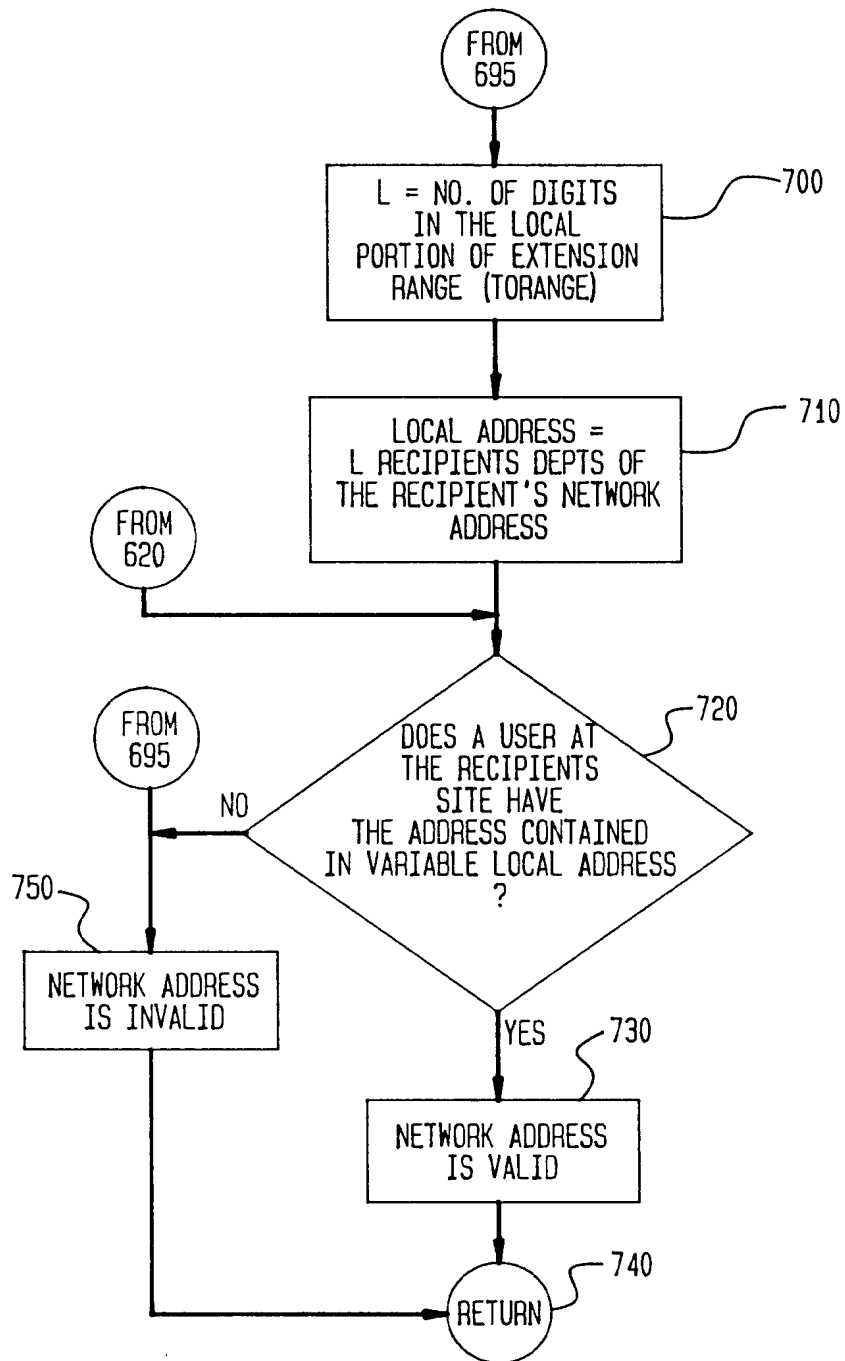 FROM
695
L = NO. OF DIGITS
IN THE LOCAL
PORTION OF EXTENSION
RANGE (TORANGE)
700
LOCAL ADDRESS =
L RECIPIENTS DEPTS OF
THE RECIPIENT'S NETWORK
ADDRESS
710
FROM
620
DOES A USER AT
THE RECIPIENTS
SITE HAVE
THE ADDRESS CONTAINED
IN VARIABLE LOCAL ADDRESS
?
720
FROM
695
NO
750
NETWORK ADDRESS
IS INVALID
YES
730
NETWORK ADDRESS
IS VALID
RETURN
740